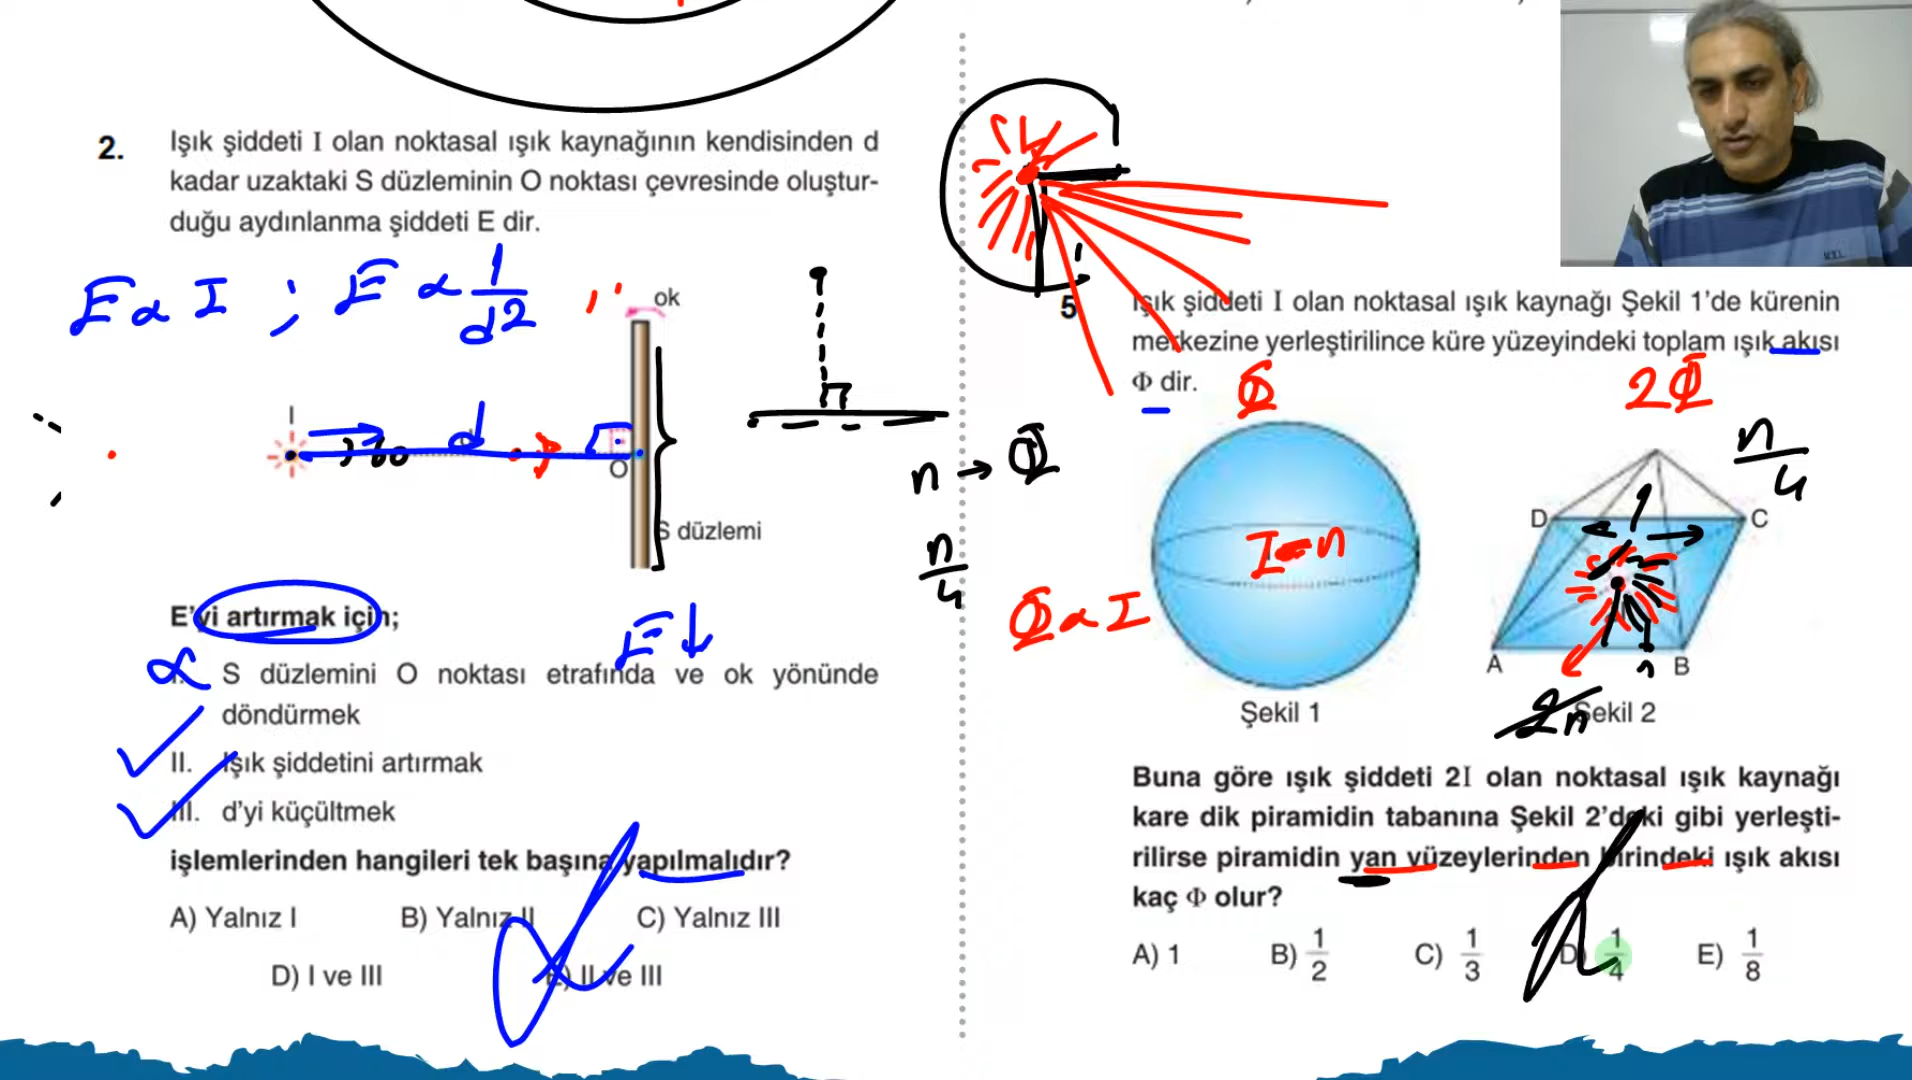 2.
Işık şiddeti I olan noktasal ışık kaynağının kendisinden d
kadar uzaktaki S düzleminin O noktası çevresinde oluştur-
duğu aydınlanma şiddeti E dir.
E α I ; E α 1/d2
ok
I
d
O
S düzlemi
E'yi artırmak için;
E↓
S düzlemini O noktası etrafında ve ok yönünde
döndürmek
II. Işık şiddetini artırmak
III. d'yi küçültmek
işlemlerinden hangileri tek başına yapılmalıdır?
A) Yalnız I B) Yalnız II C) Yalnız III
D) I ve III E) II ve III
5
Işık şiddeti I olan noktasal ışık kaynağı Şekil 1'de kürenin
merkezine yerleştirilince küre yüzeyindeki toplam ışık akısı
Φ dir.
Φ
2Φ
n/4
n → Φ
n/4
Φ α I
I n
D C
A B
2n
Şekil 1 Şekil 2
Buna göre ışık şiddeti 2I olan noktasal ışık kaynağı
kare dik piramidin tabanına Şekil 2'deki gibi yerleşti-
rilirse piramidin yan yüzeylerinden birindeki ışık akısı
kaç Φ olur?
A) 1 B) 1/2 C) 1/3 D) 1/4 E) 1/8